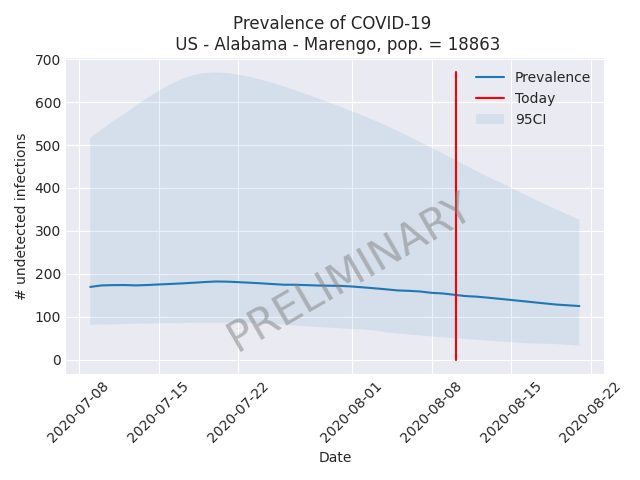 Prevalence of COVID-19
US - Alabama - Marengo, pop. = 18863
700
600
500
400
300
200
100
0
# undetected infections
Prevalence
Today
95CI
PRELIMINARY
2020-07-08
2020-07-15
2020-07-22
2020-08-01
2020-08-08
2020-08-15
2020-08-22
Date